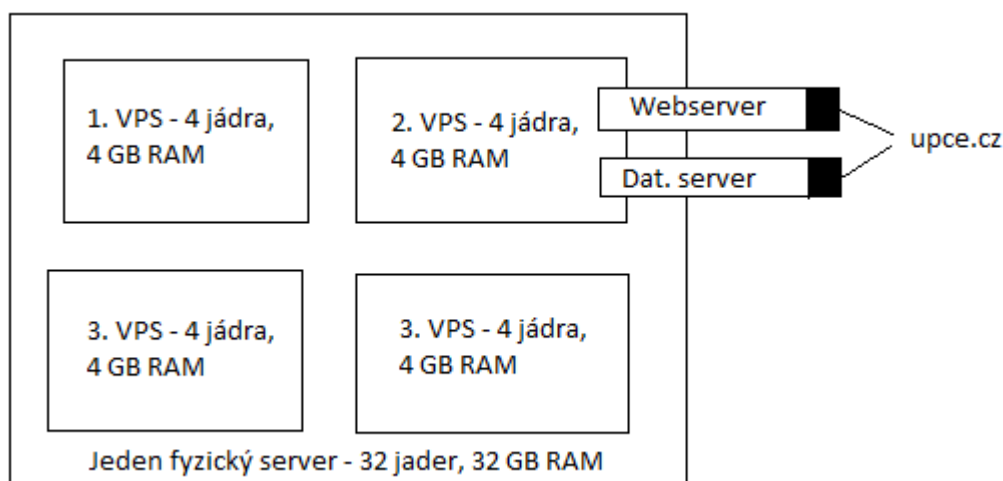 1. VPS - 4 jádra,
4 GB RAM
2. VPS - 4 jádra,
4 GB RAM
Webserver
Dat. server
upce.cz
3. VPS - 4 jádra,
4 GB RAM
3. VPS - 4 jádra,
4 GB RAM
Jeden fyzický server - 32 jader, 32 GB RAM